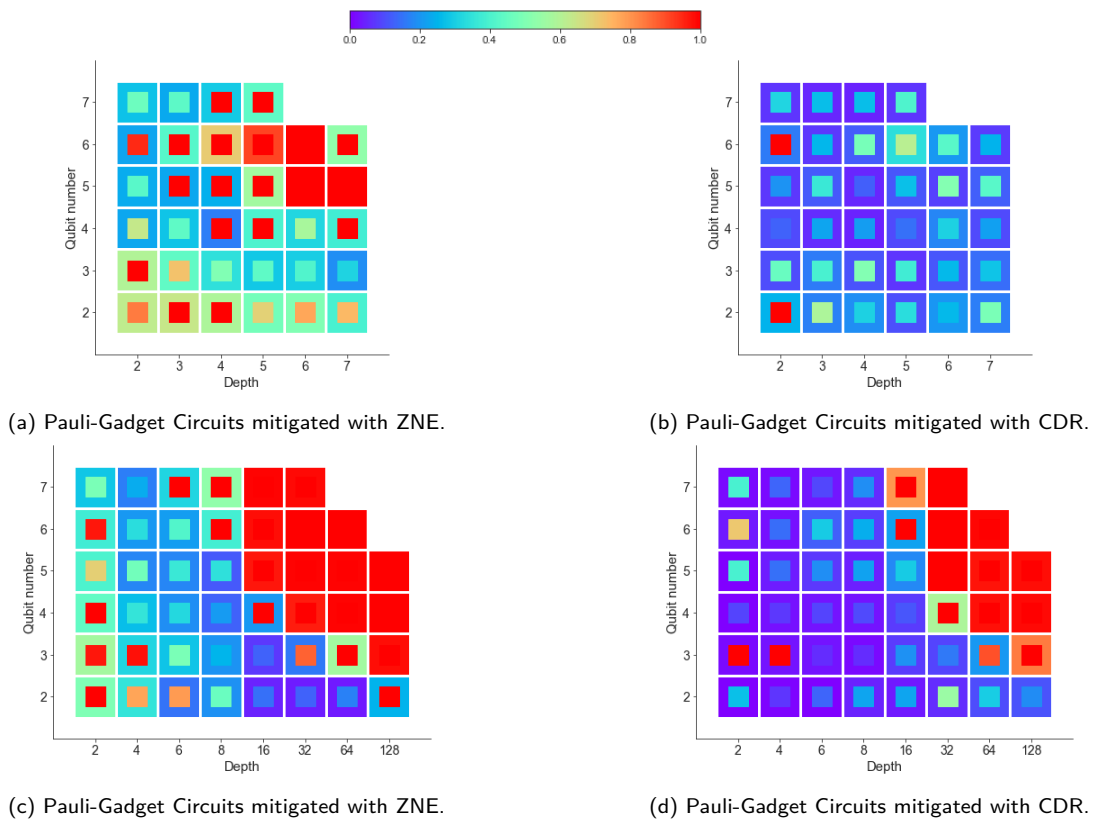 0.0 0.2 0.4 0.6 0.8 1.0
7
6
5
4
3
2
Qubit number
2 3 4 5 6 7
Depth
(a) Pauli-Gadget Circuits mitigated with ZNE.
7
6
5
4
3
2
Qubit number
2 3 4 5 6 7
Depth
(b) Pauli-Gadget Circuits mitigated with CDR.
7
6
5
4
3
2
Qubit number
2 4 6 8 16 32 64 128
Depth
(c) Pauli-Gadget Circuits mitigated with ZNE.
7
6
5
4
3
2
Qubit number
2 4 6 8 16 32 64 128
Depth
(d) Pauli-Gadget Circuits mitigated with CDR.